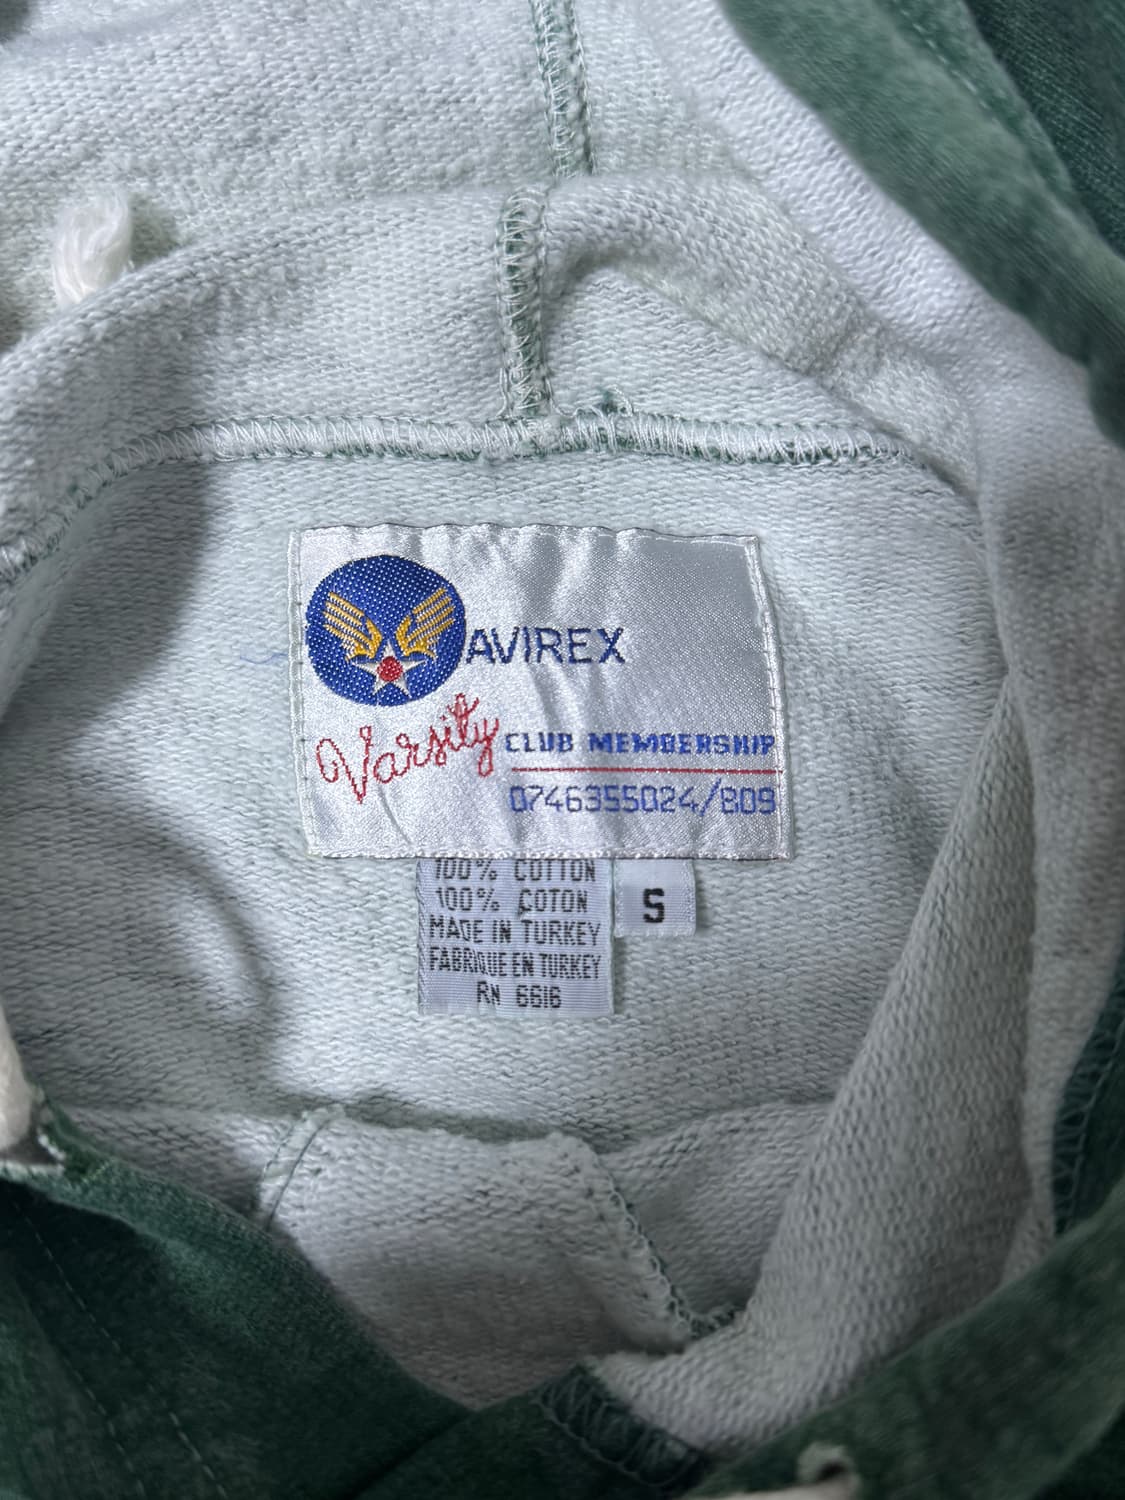 AVIREX
Varsity CLUB MEMBERSHIP
0746355024/809
100% COTTON
100% COTON
MADE IN TURKEY
FABRIQUE EN TURKEY
RN 6616
S